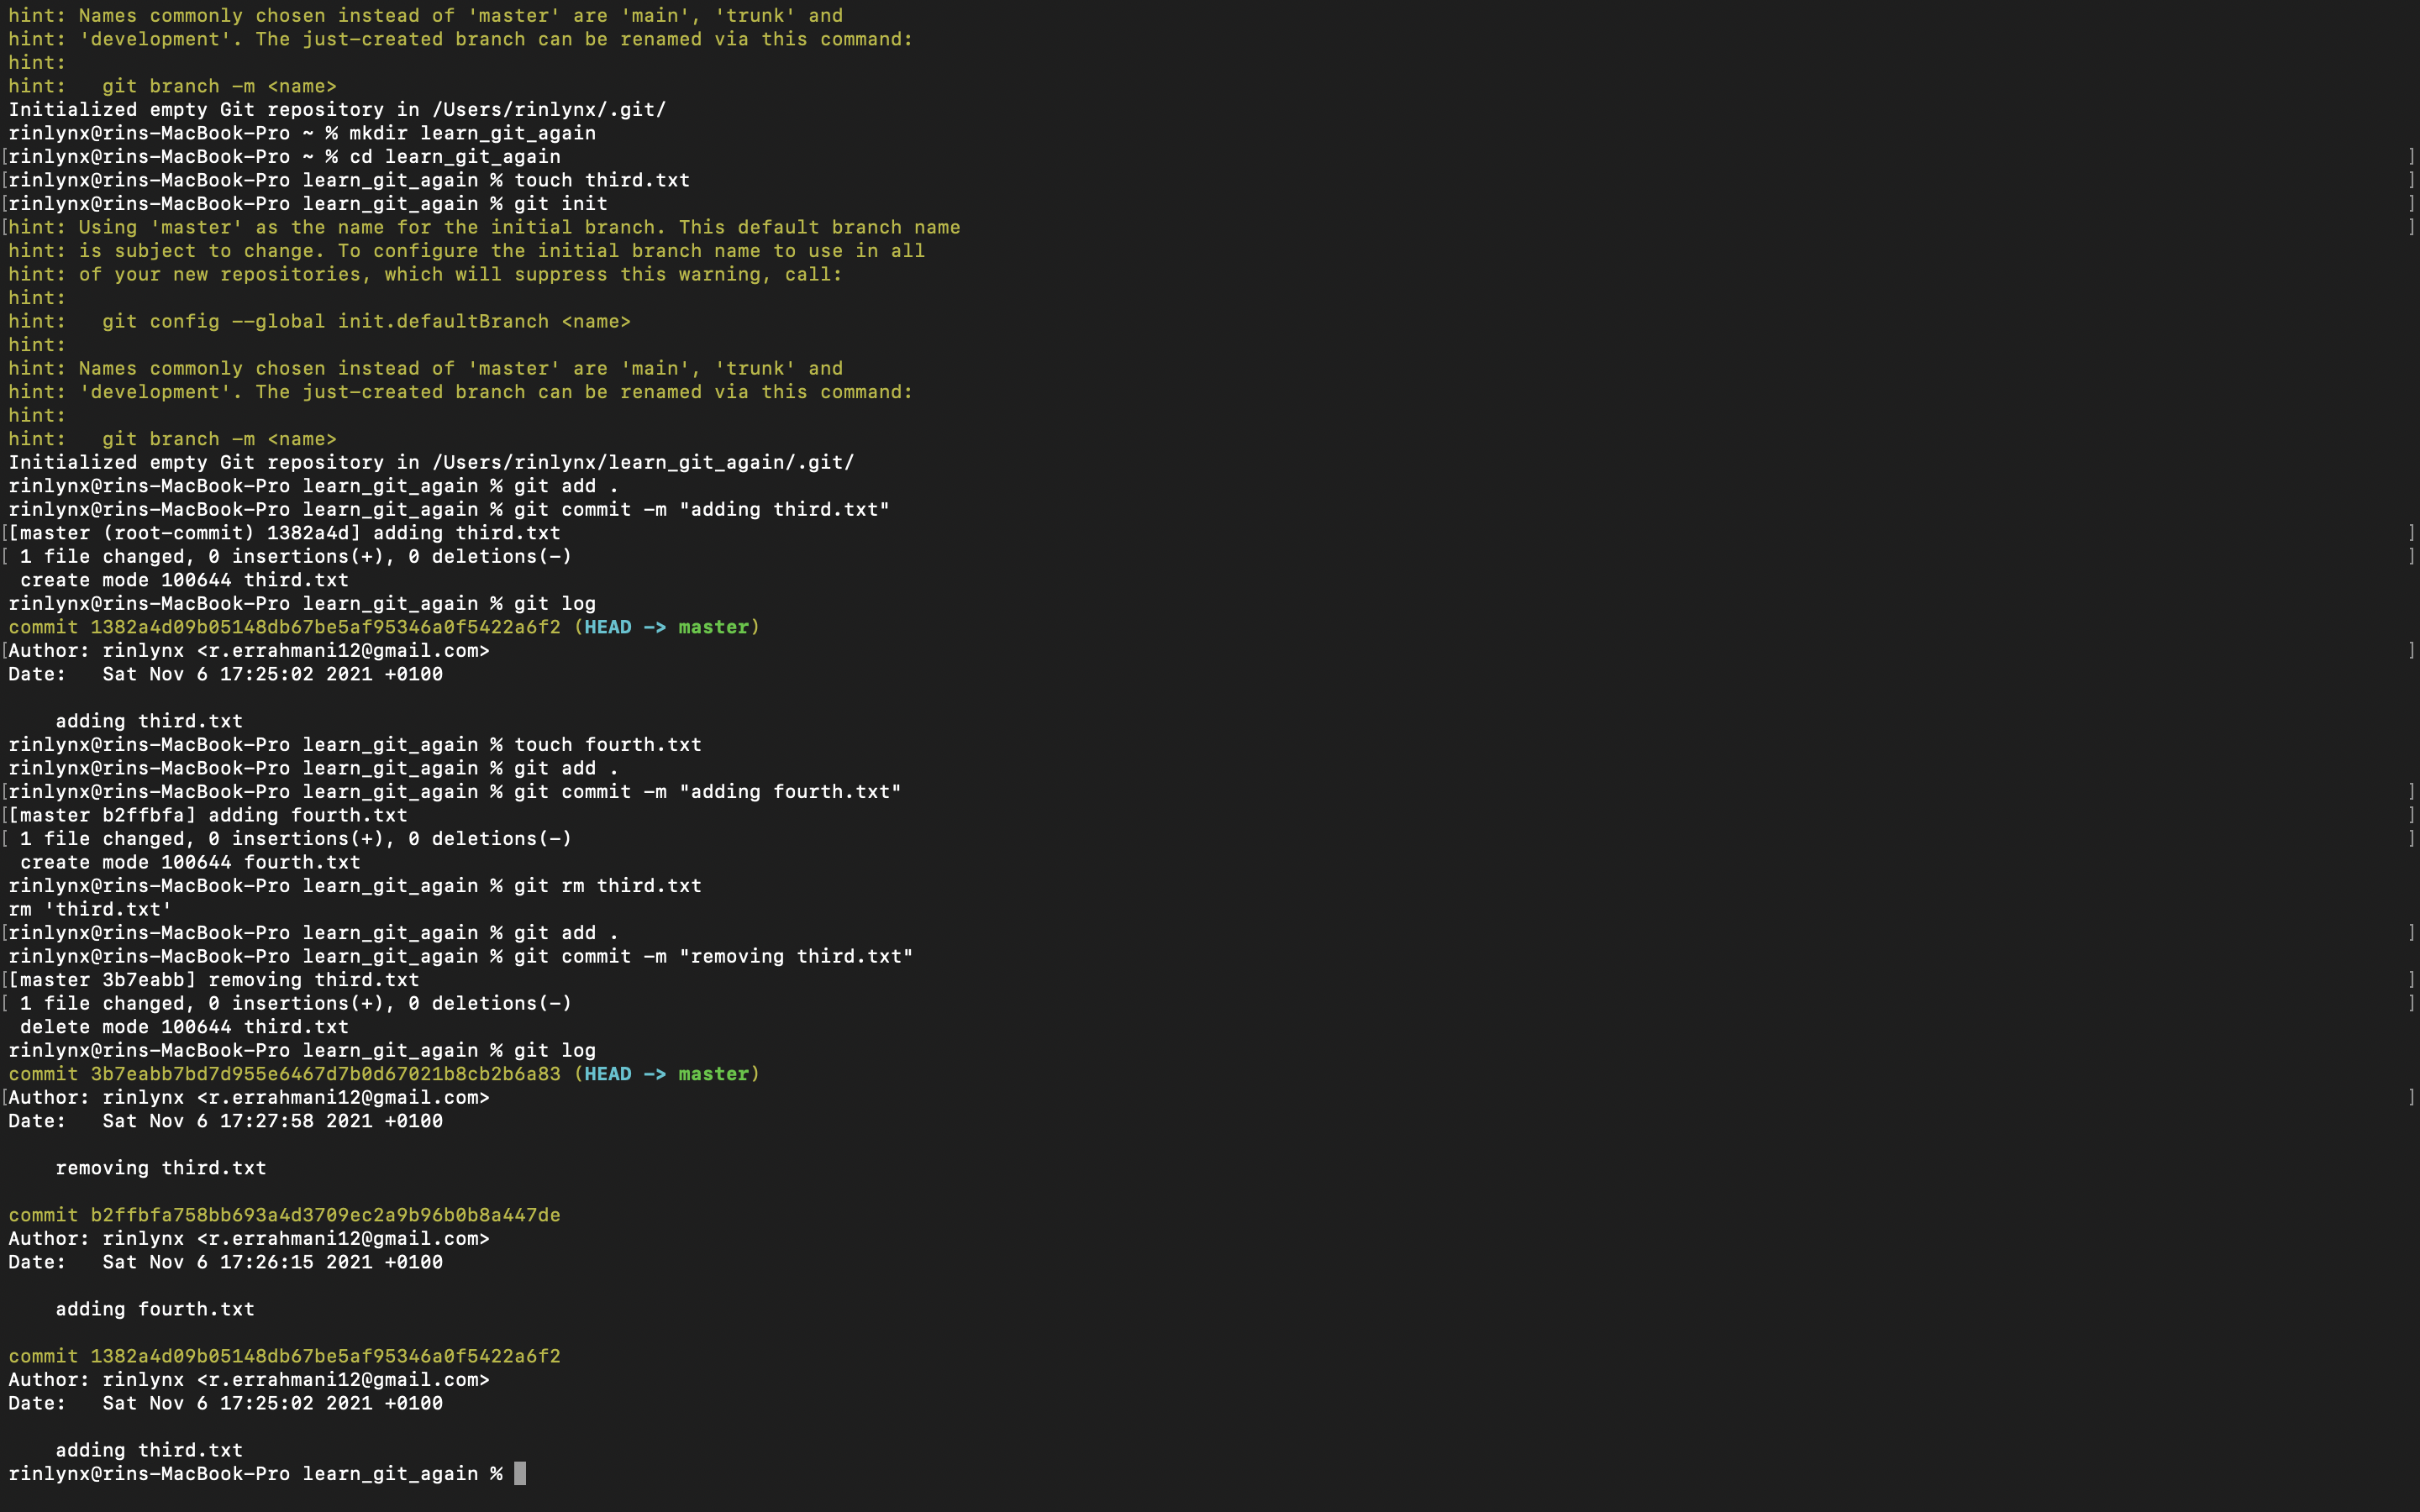 hint: Names commonly chosen instead of 'master' are 'main', 'trunk' and
hint: 'development'. The just-created branch can be renamed via this command:
hint:
hint:   git branch -m <name>
Initialized empty Git repository in /Users/rinlynx/.git/
rinlynx@rins-MacBook-Pro ~ % mkdir learn_git_again
[rinlynx@rins-MacBook-Pro ~ % cd learn_git_again ]
[rinlynx@rins-MacBook-Pro learn_git_again % touch third.txt ]
[rinlynx@rins-MacBook-Pro learn_git_again % git init ]
[hint: Using 'master' as the name for the initial branch. This default branch name ]
hint: is subject to change. To configure the initial branch name to use in all
hint: of your new repositories, which will suppress this warning, call:
hint:
hint:   git config --global init.defaultBranch <name>
hint:
hint: Names commonly chosen instead of 'master' are 'main', 'trunk' and
hint: 'development'. The just-created branch can be renamed via this command:
hint:
hint:   git branch -m <name>
Initialized empty Git repository in /Users/rinlynx/learn_git_again/.git/
rinlynx@rins-MacBook-Pro learn_git_again % git add .
rinlynx@rins-MacBook-Pro learn_git_again % git commit -m "adding third.txt"
[[master (root-commit) 1382a4d] adding third.txt ]
[ 1 file changed, 0 insertions(+), 0 deletions(-) ]
 create mode 100644 third.txt
rinlynx@rins-MacBook-Pro learn_git_again % git log
commit 1382a4d09b05148db67be5af95346a0f5422a6f2 (HEAD -> master)
[Author: rinlynx <r.errahmani12@gmail.com> ]
Date:   Sat Nov 6 17:25:02 2021 +0100
    adding third.txt
rinlynx@rins-MacBook-Pro learn_git_again % touch fourth.txt
rinlynx@rins-MacBook-Pro learn_git_again % git add .
[rinlynx@rins-MacBook-Pro learn_git_again % git commit -m "adding fourth.txt" ]
[[master b2ffbfa] adding fourth.txt ]
[ 1 file changed, 0 insertions(+), 0 deletions(-) ]
 create mode 100644 fourth.txt
rinlynx@rins-MacBook-Pro learn_git_again % git rm third.txt
rm 'third.txt'
[rinlynx@rins-MacBook-Pro learn_git_again % git add . ]
rinlynx@rins-MacBook-Pro learn_git_again % git commit -m "removing third.txt"
[[master 3b7eabb] removing third.txt ]
[ 1 file changed, 0 insertions(+), 0 deletions(-) ]
 delete mode 100644 third.txt
rinlynx@rins-MacBook-Pro learn_git_again % git log
commit 3b7eabb7bd7d955e6467d7b0d67021b8cb2b6a83 (HEAD -> master)
[Author: rinlynx <r.errahmani12@gmail.com> ]
Date:   Sat Nov 6 17:27:58 2021 +0100
    removing third.txt
commit b2ffbfa758bb693a4d3709ec2a9b96b0b8a447de
Author: rinlynx <r.errahmani12@gmail.com>
Date:   Sat Nov 6 17:26:15 2021 +0100
    adding fourth.txt
commit 1382a4d09b05148db67be5af95346a0f5422a6f2
Author: rinlynx <r.errahmani12@gmail.com>
Date:   Sat Nov 6 17:25:02 2021 +0100
    adding third.txt
rinlynx@rins-MacBook-Pro learn_git_again %